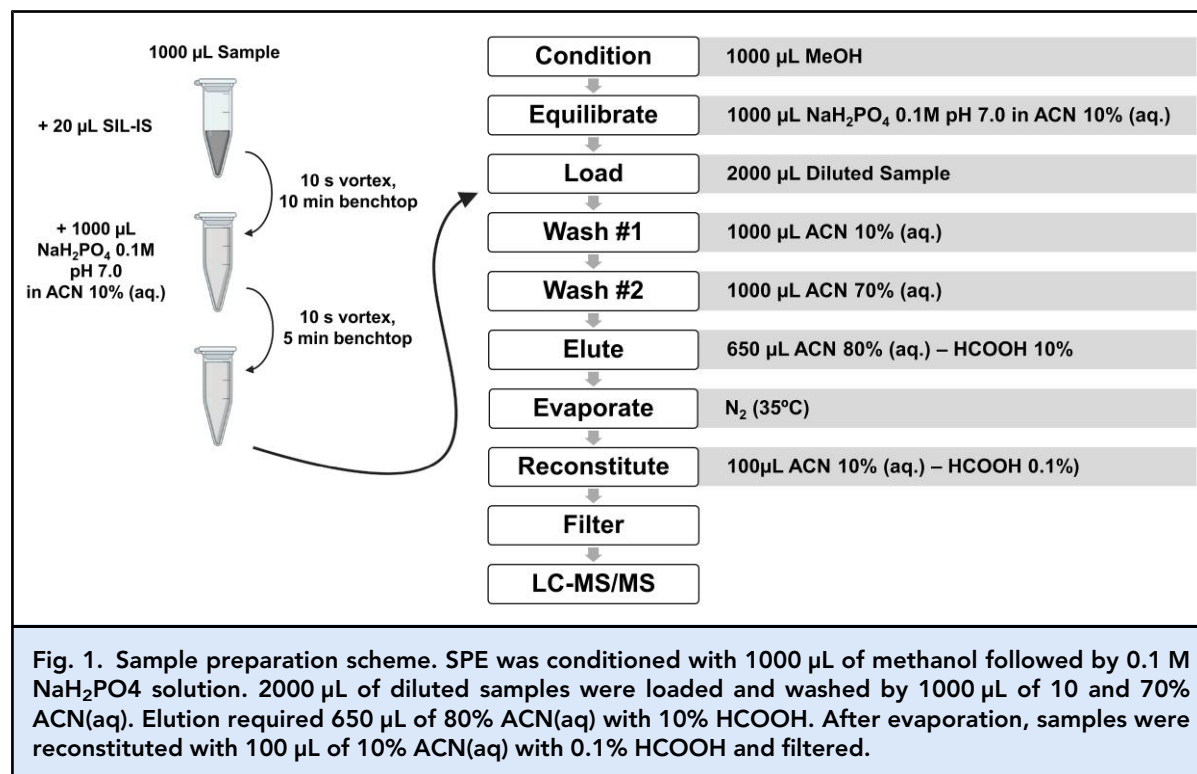 1000 µL Sample
+ 20 µL SIL-IS
10 s vortex,
10 min benchtop
+ 1000 µL
NaH₂PO₄ 0.1M
pH 7.0
in ACN 10% (aq.)
10 s vortex,
5 min benchtop
Condition 1000 µL MeOH
Equilibrate 1000 µL NaH₂PO₄ 0.1M pH 7.0 in ACN 10% (aq.)
Load 2000 µL Diluted Sample
Wash #1 1000 µL ACN 10% (aq.)
Wash #2 1000 µL ACN 70% (aq.)
Elute 650 µL ACN 80% (aq.) – HCOOH 10%
Evaporate N₂ (35ºC)
Reconstitute 100µL ACN 10% (aq.) – HCOOH 0.1%)
Filter
LC-MS/MS
Fig. 1. Sample preparation scheme. SPE was conditioned with 1000 µL of methanol followed by 0.1 M
NaH₂PO4 solution. 2000 µL of diluted samples were loaded and washed by 1000 µL of 10 and 70%
ACN(aq). Elution required 650 µL of 80% ACN(aq) with 10% HCOOH. After evaporation, samples were
reconstituted with 100 µL of 10% ACN(aq) with 0.1% HCOOH and filtered.